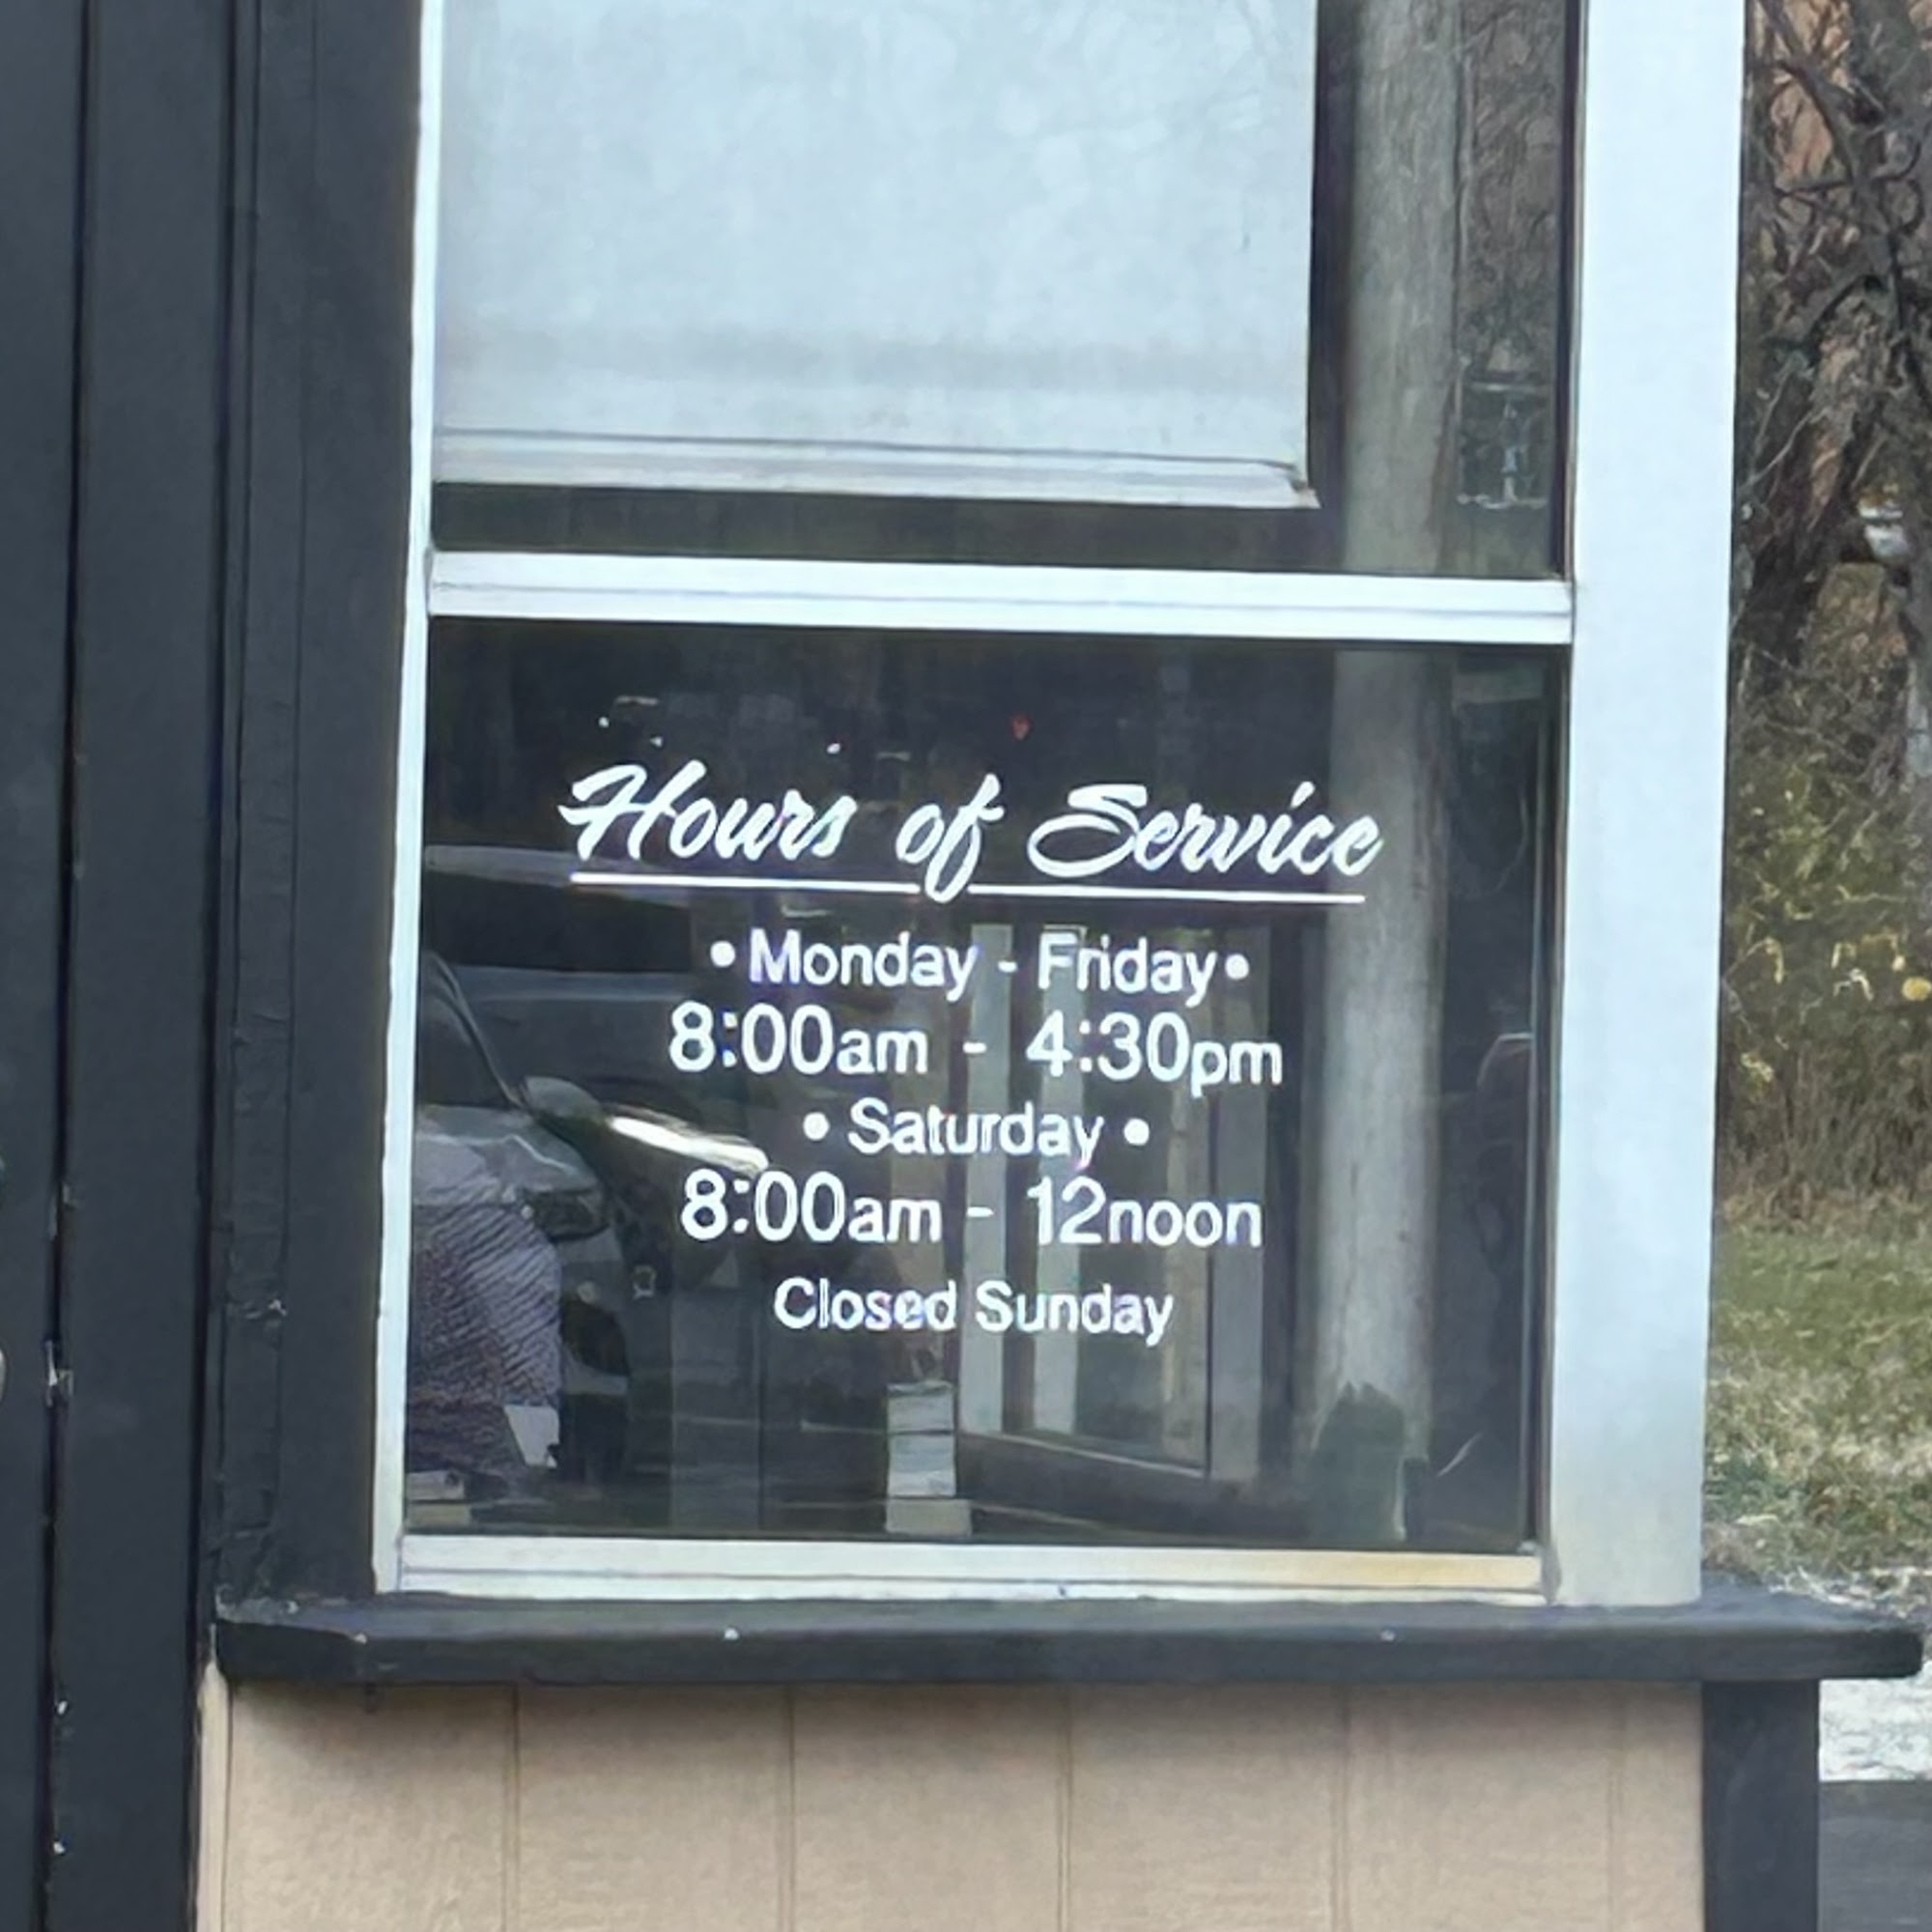 Hours of Service
• Monday - Friday •
8:00am - 4:30pm
• Saturday •
8:00am - 12noon
Closed Sunday